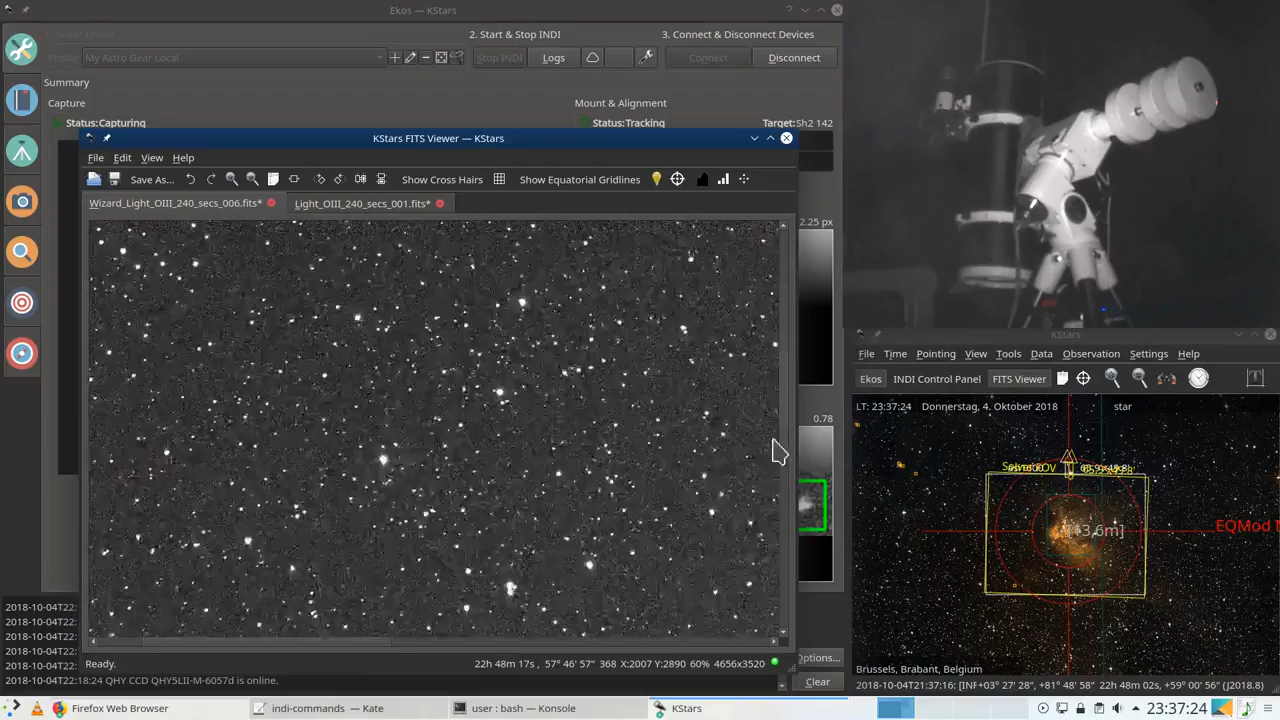 Ekos — KStars
1. Select Profile
2. Start & Stop INDI
3. Connect & Disconnect Devices
Profile:
My Astro Gear Local
Stop INDI
Logs
Connect
Disconnect
Summary
Capture
Mount & Alignment
Status:Capturing
Status:Tracking
Target:Sh2 142
KStars FITS Viewer — KStars
File Edit View Help
Save As...
Show Cross Hairs
Show Equatorial Gridlines
Wizard_Light_OIII_240_secs_006.fits*
Light_OIII_240_secs_001.fits*
2.25 px
0.78
Ready.
22h 48m 17s , 57° 46' 57" 368 X:2007 Y:2890 60% 4656x3520
Options...
Clear
2018-10-04T22:
2018-10-04T22:
2018-10-04T22:
2018-10-04T22:
2018-10-04T22:
2018-10-04T22:18:24 QHY CCD QHY5LII-M-6057d is online.
KStars
File Time Pointing View Tools Data Observation Settings Help
Ekos
INDI Control Panel
FITS Viewer
LT: 23:37:24 Donnerstag, 4. Oktober 2018
star
[13,6m]
EQMod
Brussels, Brabant, Belgium
2018-10-04T21:37:16: [INF+03° 27' 28", +81° 48' 58" 22h 48m 02s, +59° 00' 56" (J2018.8)
Firefox Web Browser
indi-commands — Kate
user : bash — Konsole
KStars
23:37:24